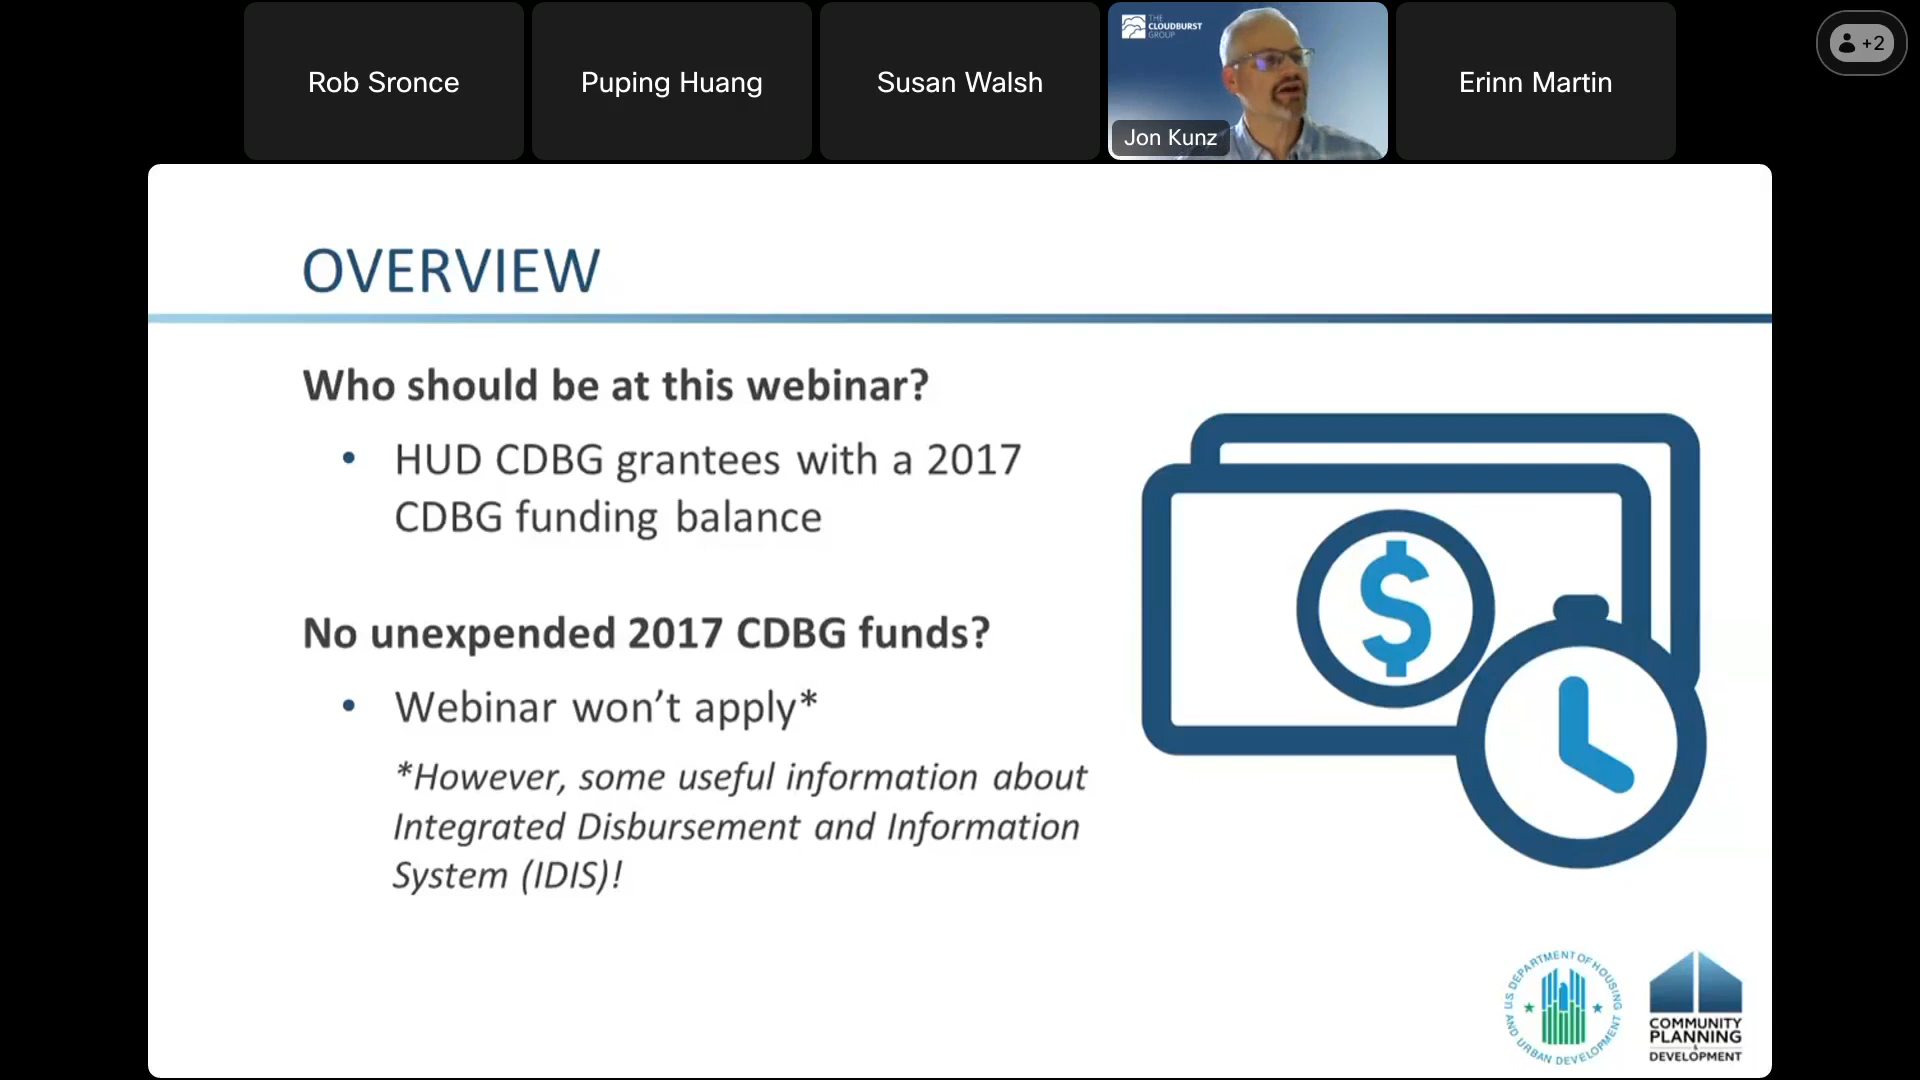 Rob Sronce
Puping Huang
Susan Walsh
THE
CLOUDBURST
GROUP
Jon Kunz
Erinn Martin
+2
OVERVIEW
Who should be at this webinar?
• HUD CDBG grantees with a 2017
CDBG funding balance
No unexpended 2017 CDBG funds?
• Webinar won’t apply*
*However, some useful information about
Integrated Disbursement and Information
System (IDIS)!
$
U.S DEPARTMENT OF HOUSING
AND URBAN DEVELOPMENT
COMMUNITY
PLANNING
&
DEVELOPMENT